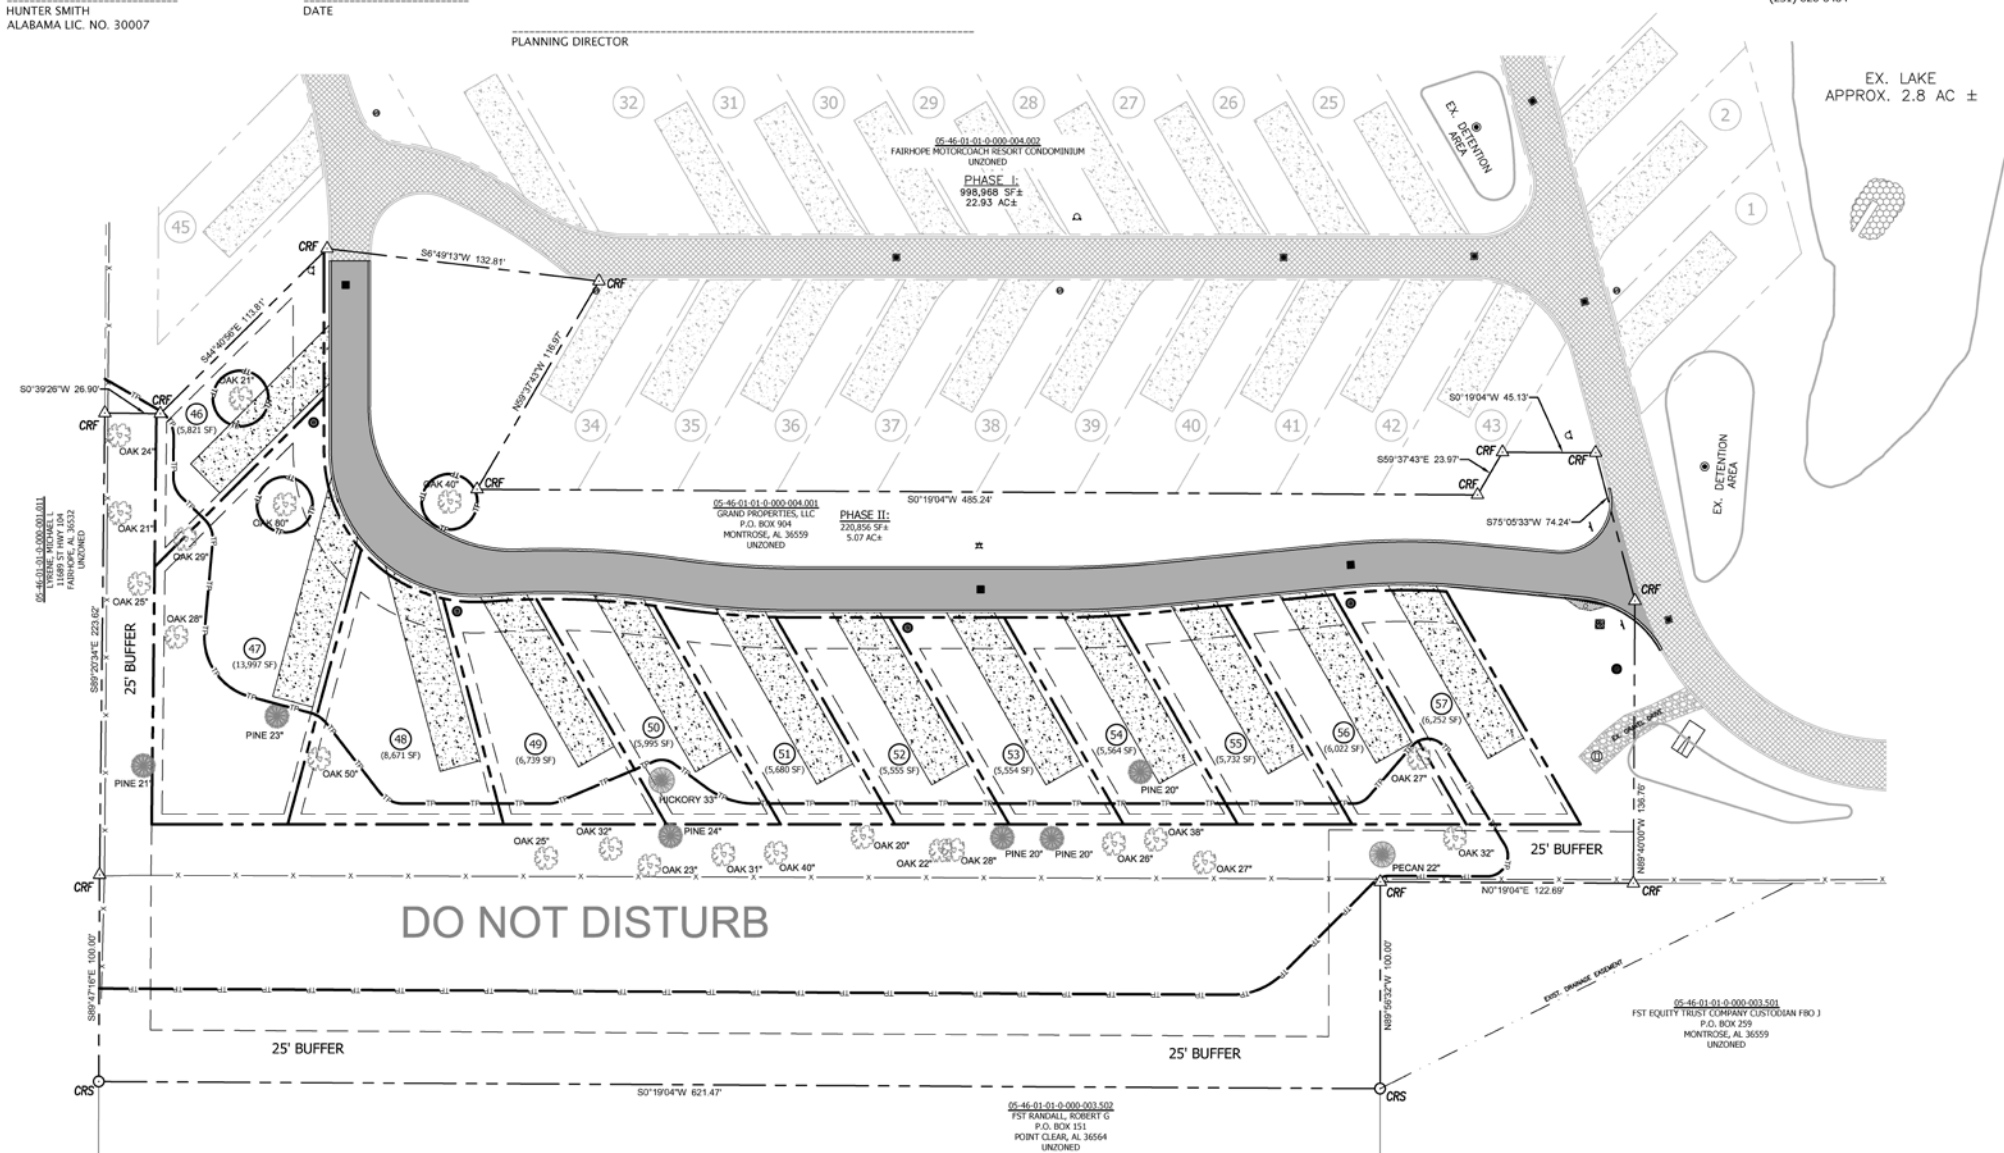 HUNTER SMITH
ALABAMA LIC. NO. 30007
DATE
PLANNING DIRECTOR
EX. LAKE
APPROX. 2.8 AC ±
32
31
30
29
28
27
26
25
2
1
45
EX. DETENTION
AREA
05-46-01-01-0-000-004.002
FAIRHOPE MOTORCOACH RESORT CONDOMINIUM
UNZONED
PHASE I:
998,968 SF±
22.93 AC±
CRF
S6°49'13"W 132.81'
CRF
S44°40'56"E 113.81'
N59°37'43"W 116.97'
S0°39'26"W 26.90'
CRF
CRF
OAK 21"
46
(5,821 SF)
34
35
36
37
38
39
40
41
42
43
S0°19'04"W 45.13'
S59°37'43"E 23.97'
CRF
CRF
CRF
OAK 24"
OAK 40"
CRF
S0°19'04"W 485.24'
S75°05'33"W 74.24'
EX. DETENTION
AREA
05-46-01-01-0-000-004.001
GRAND PROPERTIES, LLC
P.O. BOX 904
MONTROSE, AL 36559
UNZONED
PHASE II:
220,856 SF±
5.07 AC±
05-46-01-01-0-000-001.011
LYRENE, MICHAEL L
11689 ST HWY 104
FAIRHOPE, AL 36532
UNZONED
OAK 21"
OAK 80"
OAK 29"
OAK 25"
OAK 28"
S89°20'34"E 223.62'
25' BUFFER
CRF
47
(13,997 SF)
PINE 23"
PINE 21"
OAK 50"
48
(8,671 SF)
49
(6,739 SF)
50
(5,995 SF)
51
(5,680 SF)
52
(5,555 SF)
53
(5,554 SF)
54
(5,564 SF)
55
(5,732 SF)
56
(6,022 SF)
57
(6,252 SF)
EX. GRAVEL DRIVE
HICKORY 33"
PINE 20"
OAK 27"
OAK 25"
OAK 32"
PINE 24"
OAK 23"
OAK 31"
OAK 40"
OAK 20"
OAK 22"
OAK 28"
PINE 20"
PINE 20"
OAK 26"
OAK 38"
OAK 27"
PECAN 22"
OAK 32"
25' BUFFER
N89°40'00"W 136.76'
CRF
CRF
N0°19'04"E 122.69'
CRF
DO NOT DISTURB
S89°47'16"E 100.00'
N89°56'32"W 100.00'
EXIST. DRAINAGE EASEMENT
05-46-01-01-0-000-003.501
FST EQUITY TRUST COMPANY CUSTODIAN FBO J
P.O. BOX 259
MONTROSE, AL 36559
UNZONED
25' BUFFER
25' BUFFER
CRS
S0°19'04"W 621.47'
CRS
05-46-01-01-0-000-003.502
FST RANDALL, ROBERT G
P.O. BOX 151
POINT CLEAR, AL 36564
UNZONED